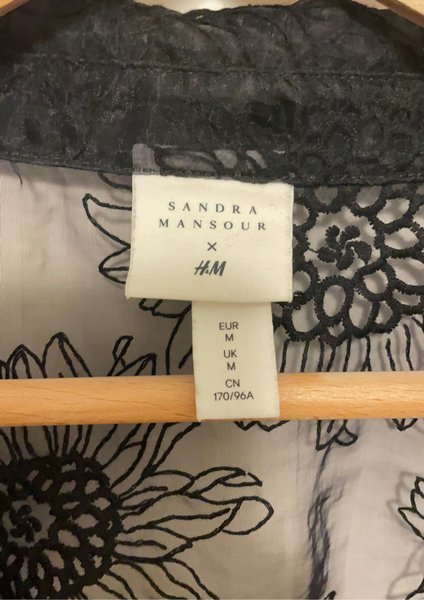 SANDRA
MANSOUR
×
H&M
EUR
M
UK
M
CN
170/96A